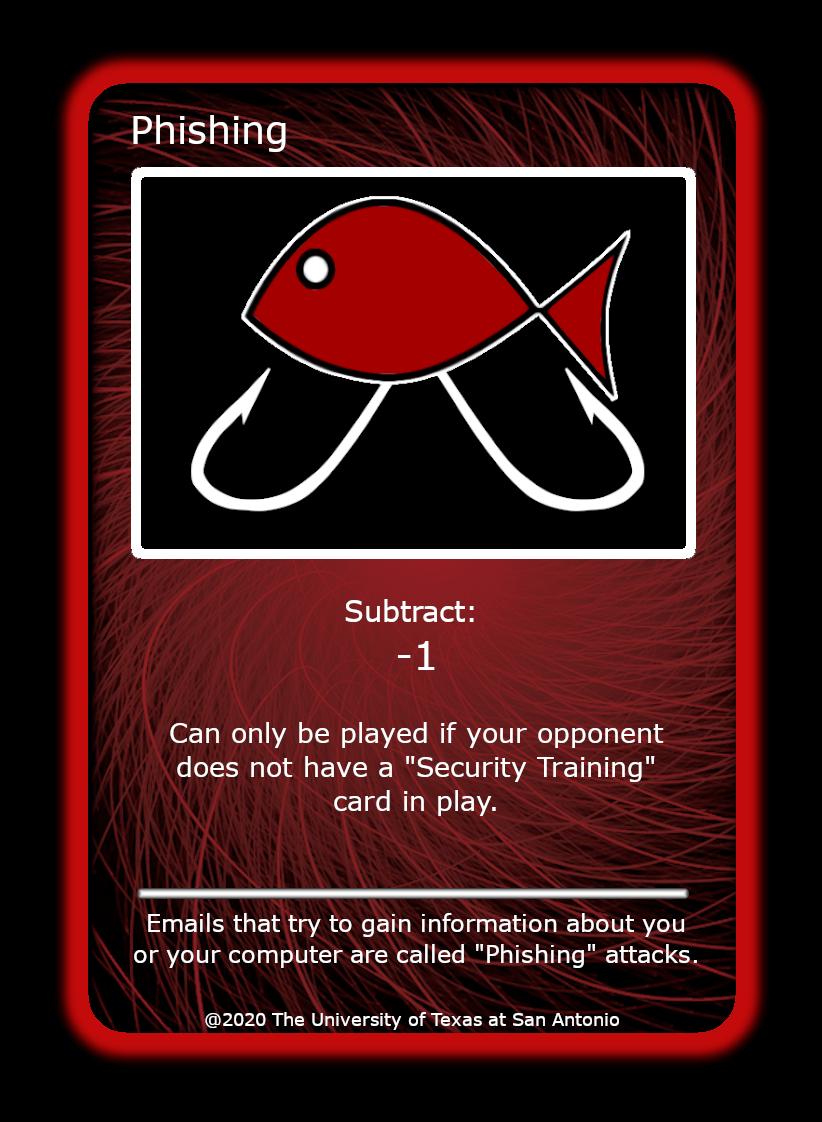 Phishing
Subtract:
-1
Can only be played if your opponent
does not have a "Security Training"
card in play.
Emails that try to gain information about you
or your computer are called "Phishing" attacks.
@2020 The University of Texas at San Antonio